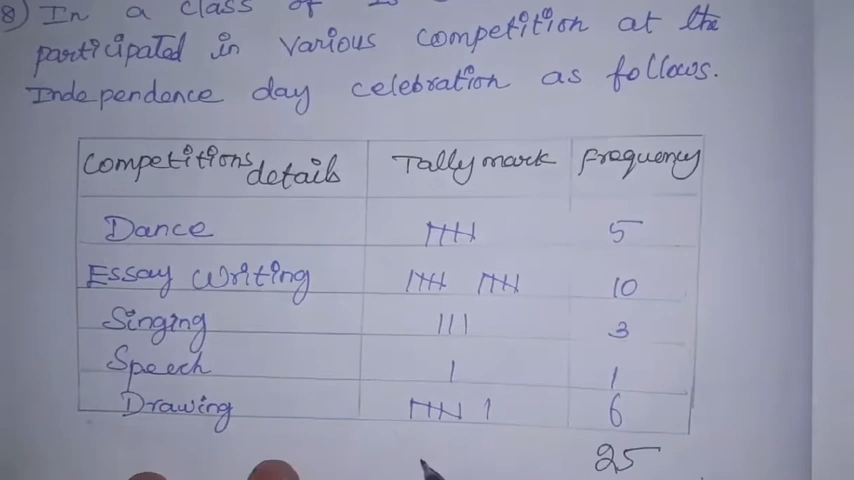 8) In a class of
participated in various competition at the
Independence day celebration as follows.
Competitions details Tally mark frequency
Dance 5
Essay Writing 10
Singing ||| 3
Speech | 1
Drawing 6
25